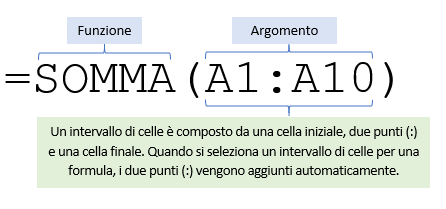 Funzione
Argomento
=SOMMA(A1:A10)
Un intervallo di celle è composto da una cella iniziale, due punti (:)
e una cella finale. Quando si seleziona un intervallo di celle per una
formula, i due punti (:) vengono aggiunti automaticamente.